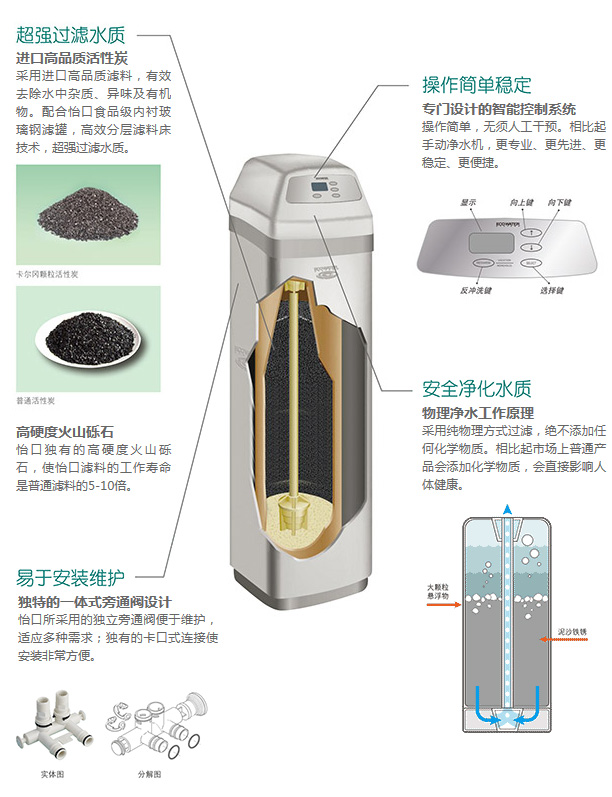 超强过滤水质
进口高品质活性炭
采用进口高品质滤料，有效
去除水中杂质、异味及有机
物。配合怡口食品级内衬玻
璃钢滤罐，高效分层滤料床
技术，超强过滤水质。
卡尔冈颗粒活性炭
普通活性炭
高硬度火山砾石
怡口独有的高硬度火山砾
石，使怡口滤料的工作寿命
是普通滤料的5-10倍。
易于安装维护
独特的一体式旁通阀设计
怡口所采用的独立旁通阀便于维护，
适应多种需求；独有的卡口式连接使
安装非常方便。
实体图
分解图
操作简单稳定
专门设计的智能控制系统
操作简单，无须人工干预。相比起
手动净水机，更专业、更先进、更
稳定、更便捷。
显示
向上键
向下键
ECOWATER
SELECT
反冲洗键
选择键
安全净化水质
物理净水工作原理
采用纯物理方式过滤，绝不添加任
何化学物质。相比起市场上普通产
品会添加化学物质，会直接影响人
体健康。
大颗粒
悬浮物
泥沙铁锈